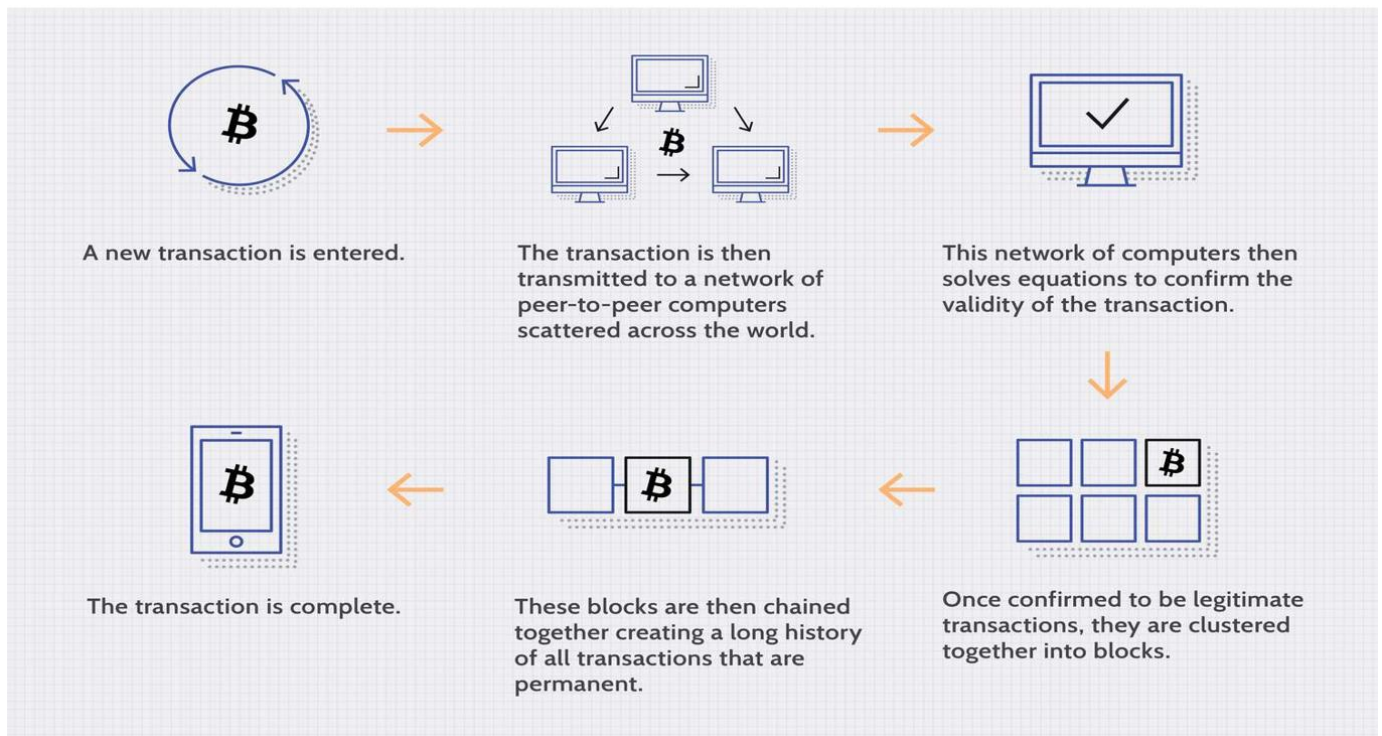 A new transaction is entered.
The transaction is then
transmitted to a network of
peer-to-peer computers
scattered across the world.
This network of computers then
solves equations to confirm the
validity of the transaction.
Once confirmed to be legitimate
transactions, they are clustered
together into blocks.
These blocks are then chained
together creating a long history
of all transactions that are
permanent.
The transaction is complete.